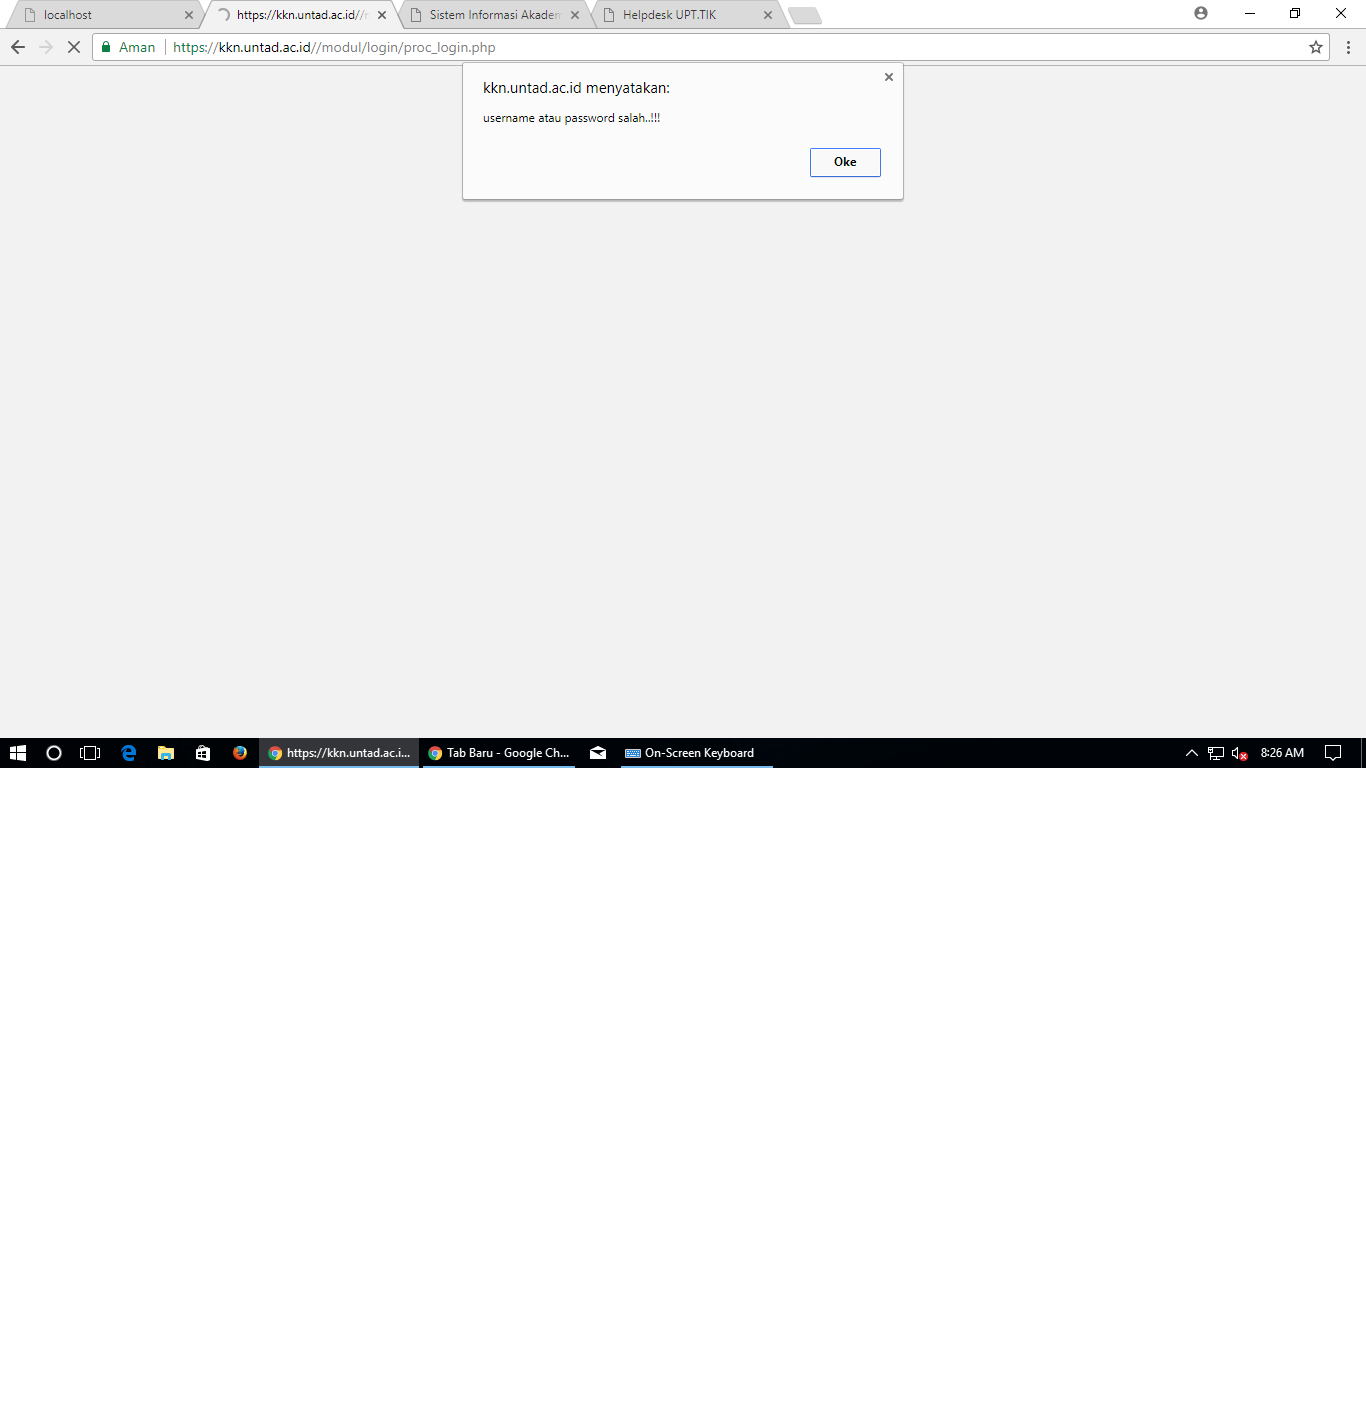 localhost
https://kkn.untad.ac.id//
Sistem Informasi Akadem
Helpdesk UPT.TIK
Aman
https://kkn.untad.ac.id//modul/login/proc_login.php
kkn.untad.ac.id menyatakan:
username atau password salah..!!!
Oke
https://kkn.untad.ac.i...
Tab Baru - Google Ch...
On-Screen Keyboard
8:26 AM